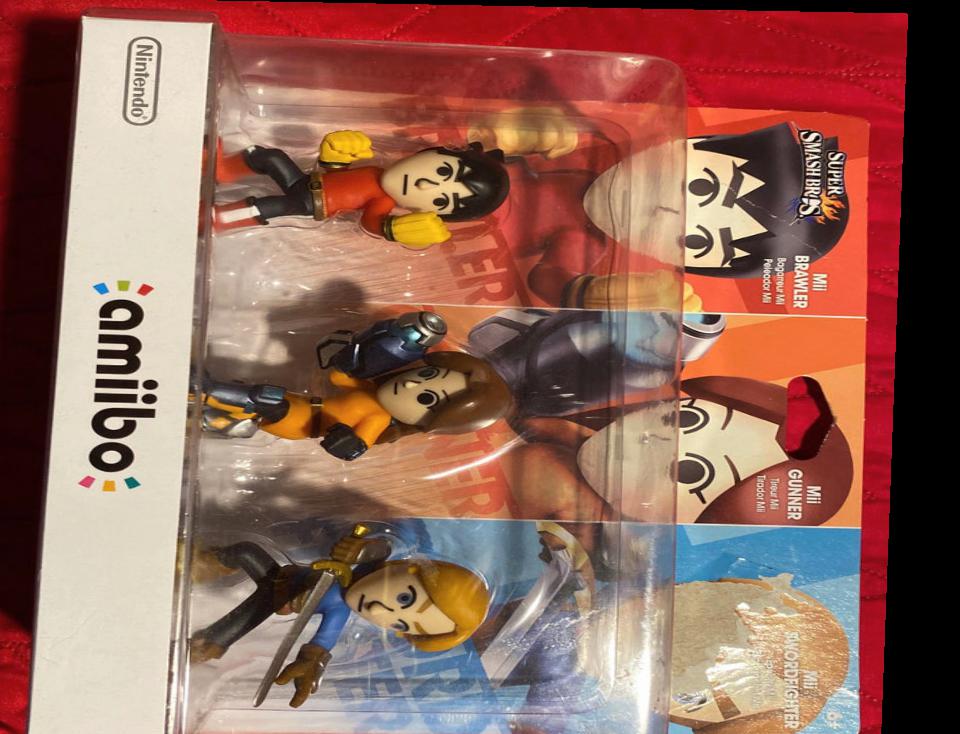 Nintendo®
amiibo
SUPER
SMASH BROS.
Mii
BRAWLER
Bagarreur Mii
Peleador Mii
Mii
GUNNER
Tireur Mii
Tirador Mii
Mii
SWORDFIGHTER
6+